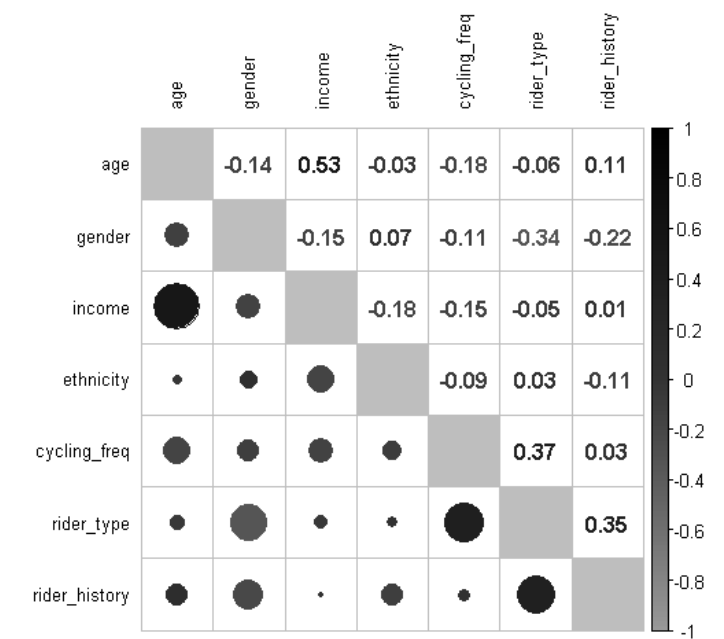 age
gender
income
ethnicity
cycling_freq
rider_type
rider_history
age -0.14 0.53 -0.03 -0.18 -0.06 0.11
gender -0.15 0.07 -0.11 -0.34 -0.22
income -0.18 -0.15 -0.05 0.01
ethnicity -0.09 0.03 -0.11
cycling_freq 0.37 0.03
rider_type 0.35
rider_history
1
0.8
0.6
0.4
0.2
0
-0.2
-0.4
-0.6
-0.8
-1